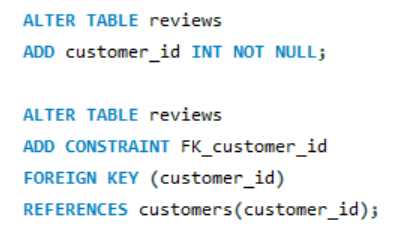 ALTER TABLE reviews
ADD customer_id INT NOT NULL;
ALTER TABLE reviews
ADD CONSTRAINT FK_customer_id
FOREIGN KEY (customer_id)
REFERENCES customers(customer_id);